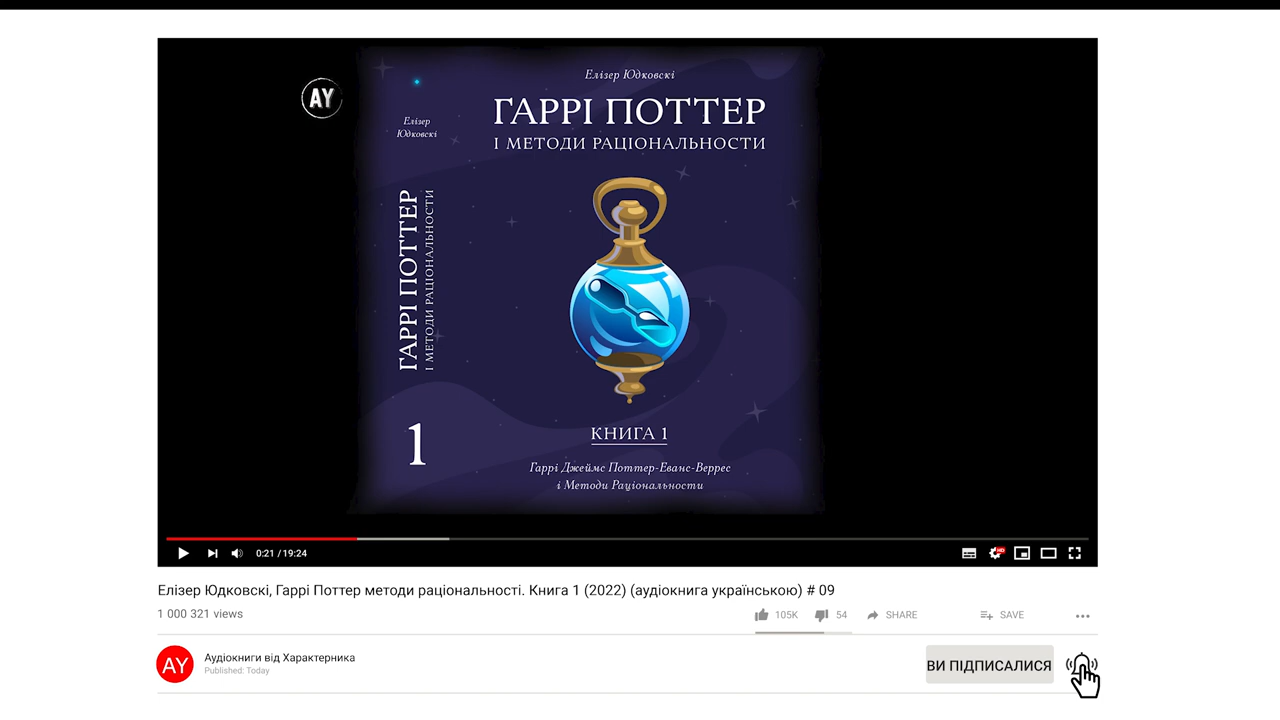 AY
Елізер Юдковскі
Елізер
Юдковскі
ГАРРІ ПОТТЕР
І МЕТОДИ РАЦІОНАЛЬНОСТИ
ГАРРІ ПОТТЕР
І МЕТОДИ РАЦІОНАЛЬНОСТИ
1
КНИГА 1
Гаррі Джеймс Поттер-Еванс-Веррес
і Методи Раціональности
0:21 / 19:24
HD
Елізер Юдковскі, Гаррі Поттер методи раціональності. Книга 1 (2022) (аудіокнига українською) # 09
1 000 321 views
105K
54
SHARE
SAVE
AY
Аудіокниги від Характерника
Published: Today
ВИ ПІДПИСАЛИСЯ